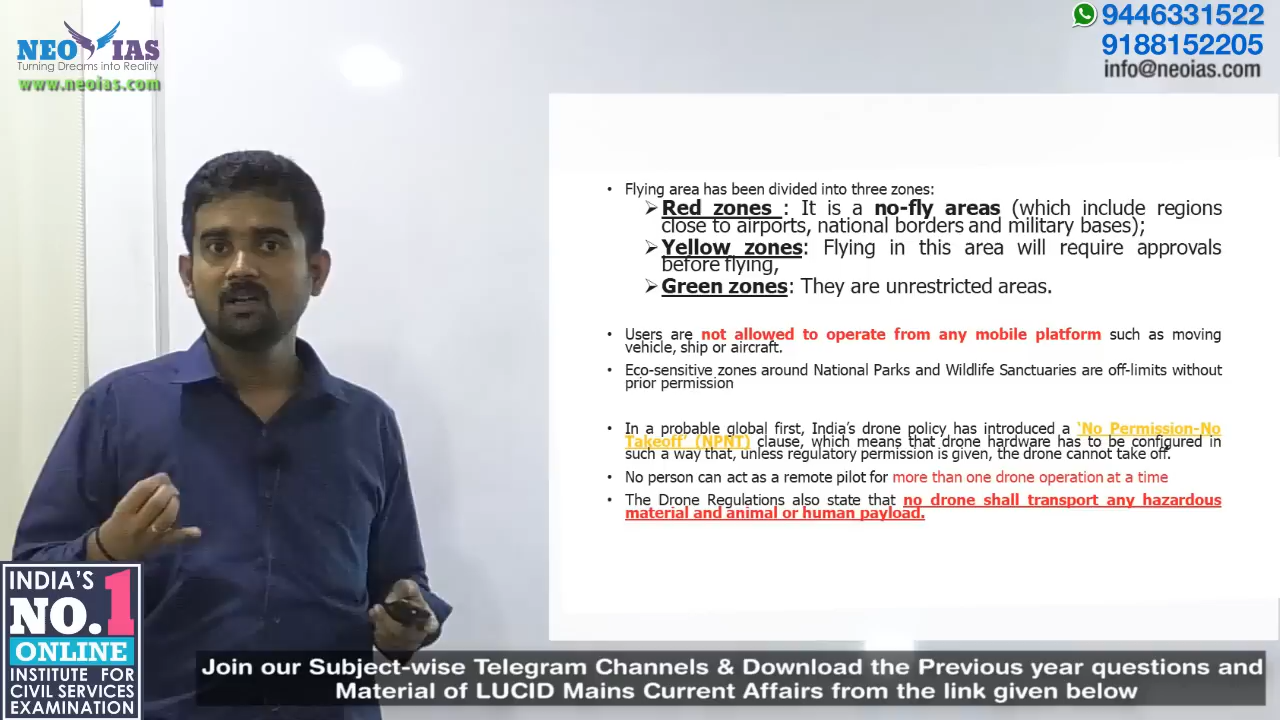 NEO IAS
Turning Dreams into Reality
www.neoias.com
9446331522
9188152205
info@neoias.com
• Flying area has been divided into three zones:
➢ Red zones : It is a no-fly areas (which include regions
close to airports, national borders and military bases);
➢ Yellow zones: Flying in this area will require approvals
before flying,
➢ Green zones: They are unrestricted areas.
• Users are not allowed to operate from any mobile platform such as moving
vehicle, ship or aircraft.
• Eco-sensitive zones around National Parks and Wildlife Sanctuaries are off-limits without
prior permission
• In a probable global first, India’s drone policy has introduced a ‘No Permission-No
Takeoff’ (NPNT) clause, which means that drone hardware has to be configured in
such a way that, unless regulatory permission is given, the drone cannot take off.
• No person can act as a remote pilot for more than one drone operation at a time
• The Drone Regulations also state that no drone shall transport any hazardous
material and animal or human payload.
INDIA’S
NO.1
ONLINE
INSTITUTE FOR
CIVIL SERVICES
EXAMINATION
Join our Subject-wise Telegram Channels & Download the Previous year questions and
Material of LUCID Mains Current Affairs from the link given below